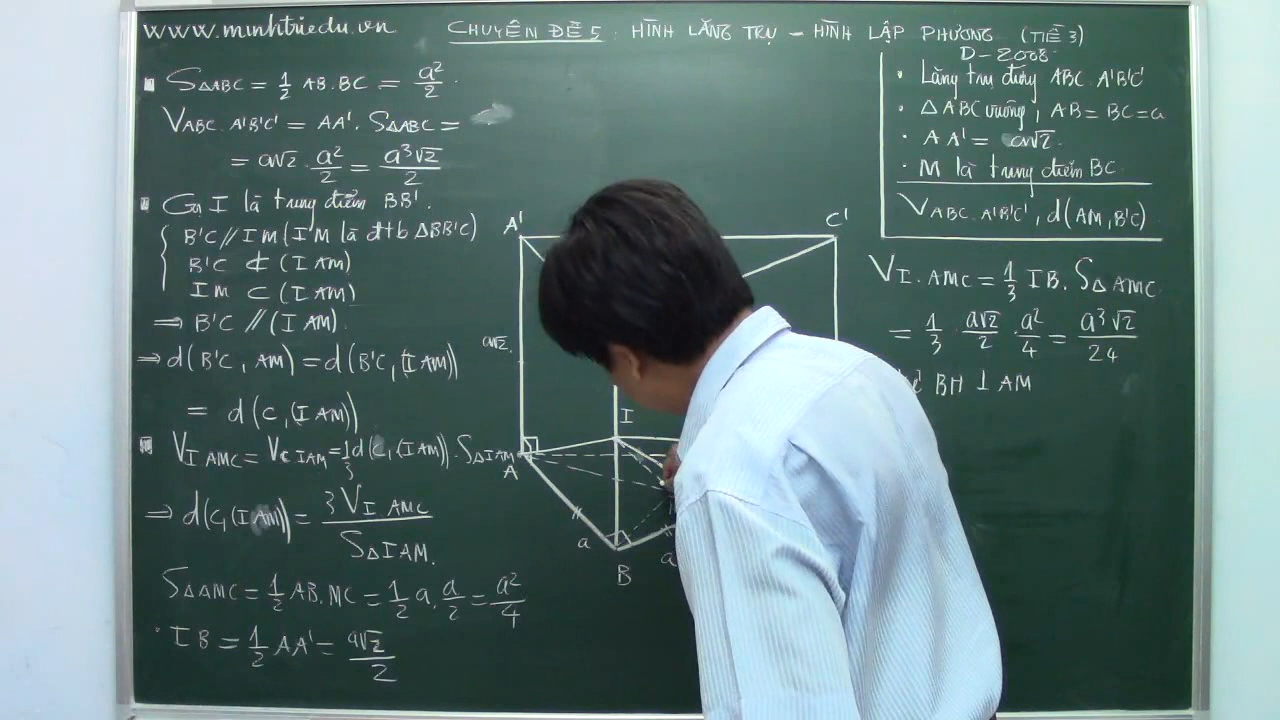 www.minhtriedu.vn
CHUYÊN ĐỀ 5: HÌNH LĂNG TRỤ – HÌNH LẬP PHƯƠNG (TIẾ 3)
D-2008
• Lăng trụ đứng ABC.A'B'C'
• ΔABC vuông, AB = BC = a
• AA' = a√2.
• M là trung điểm BC
V ABC.A'B'C', d(AM, B'C)
S ΔABC = 1/2 AB.BC = a²/2.
V ABC.A'B'C' = AA'. S ΔABC =
= a√2 . a²/2 = a³√2/2
Gọi I là trung điểm BB'.
B'C // IM (IM là đtb ΔBB'C)
B'C ⊄ (IAM)
IM ⊂ (IAM)
⇒ B'C // (IAM).
⇒ d(B'C, AM) = d(B'C, (IAM))
= d(C, (IAM))
V I AMC = V C IAM = 1/3 d(C, (IAM)). S ΔIAM
⇒ d(C, (IAM)) = 3 V I AMC / S ΔIAM.
S ΔAMC = 1/2 AB.MC = 1/2 a. a/2 = a²/4
• IB = 1/2 AA' = a√2/2
A'
C'
a√2.
I
A
a
B
a
V I.AMC = 1/3 IB. S ΔAMC
= 1/3 . a√2/2 . a²/4 = a³√2/24
BH ⊥ AM